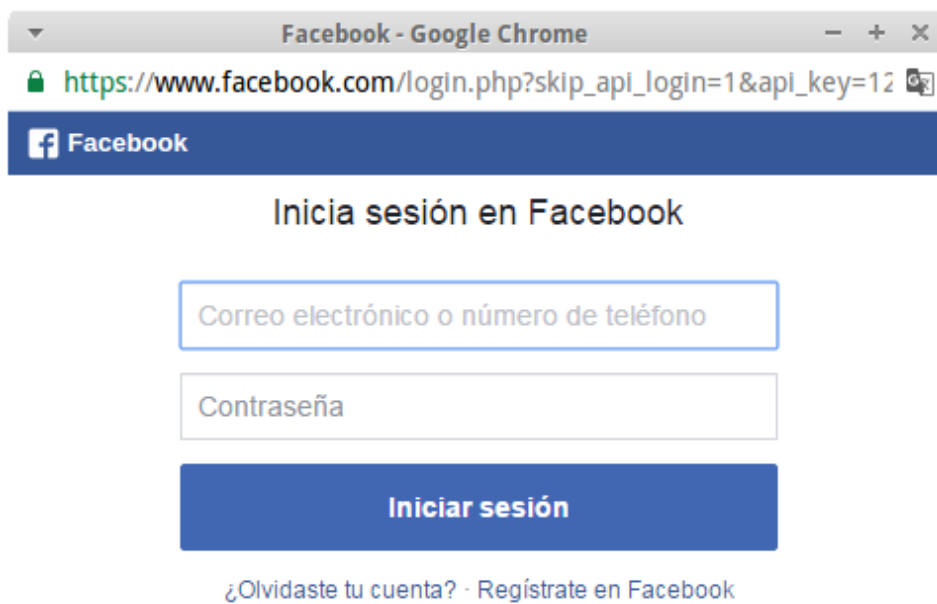 Facebook - Google Chrome
https://www.facebook.com/login.php?skip_api_login=1&api_key=12
Facebook
Inicia sesión en Facebook
Correo electrónico o número de teléfono
Contraseña
Iniciar sesión
¿Olvidaste tu cuenta? · Regístrate en Facebook